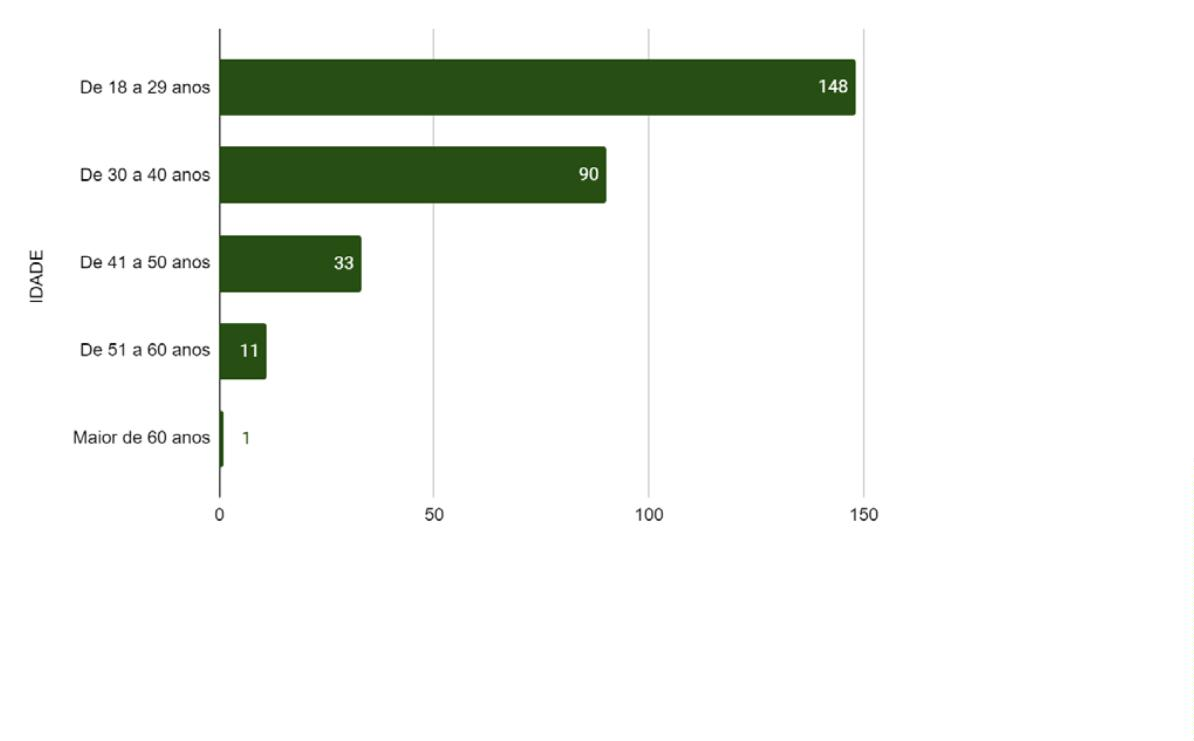 De 18 a 29 anos
148
De 30 a 40 anos
90
IDADE
De 41 a 50 anos
33
De 51 a 60 anos
11
Maior de 60 anos
1
0
50
100
150